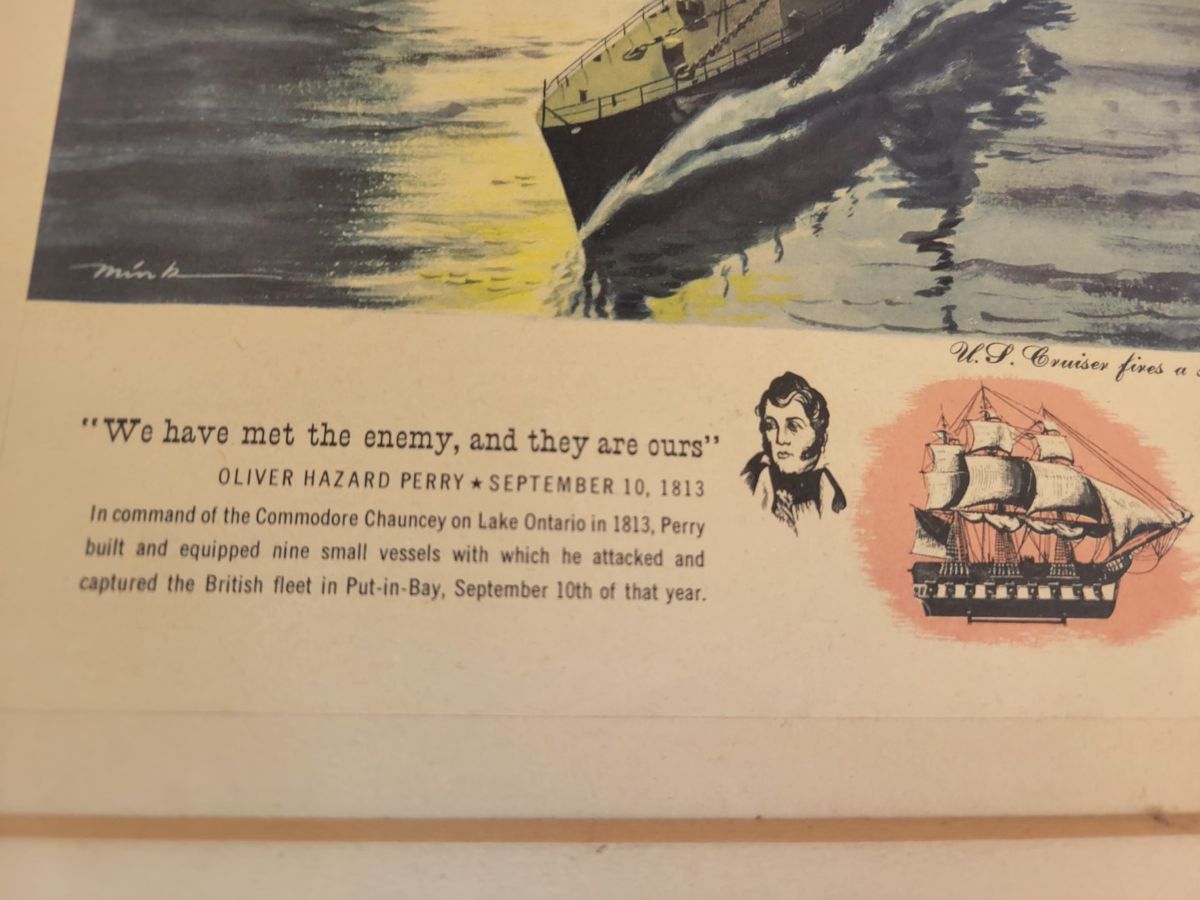 Mink
U.S. Cruiser fires a
"We have met the enemy, and they are ours"
OLIVER HAZARD PERRY ★ SEPTEMBER 10, 1813
In command of the Commodore Chauncey on Lake Ontario in 1813, Perry
built and equipped nine small vessels with which he attacked and
captured the British fleet in Put-in-Bay, September 10th of that year.